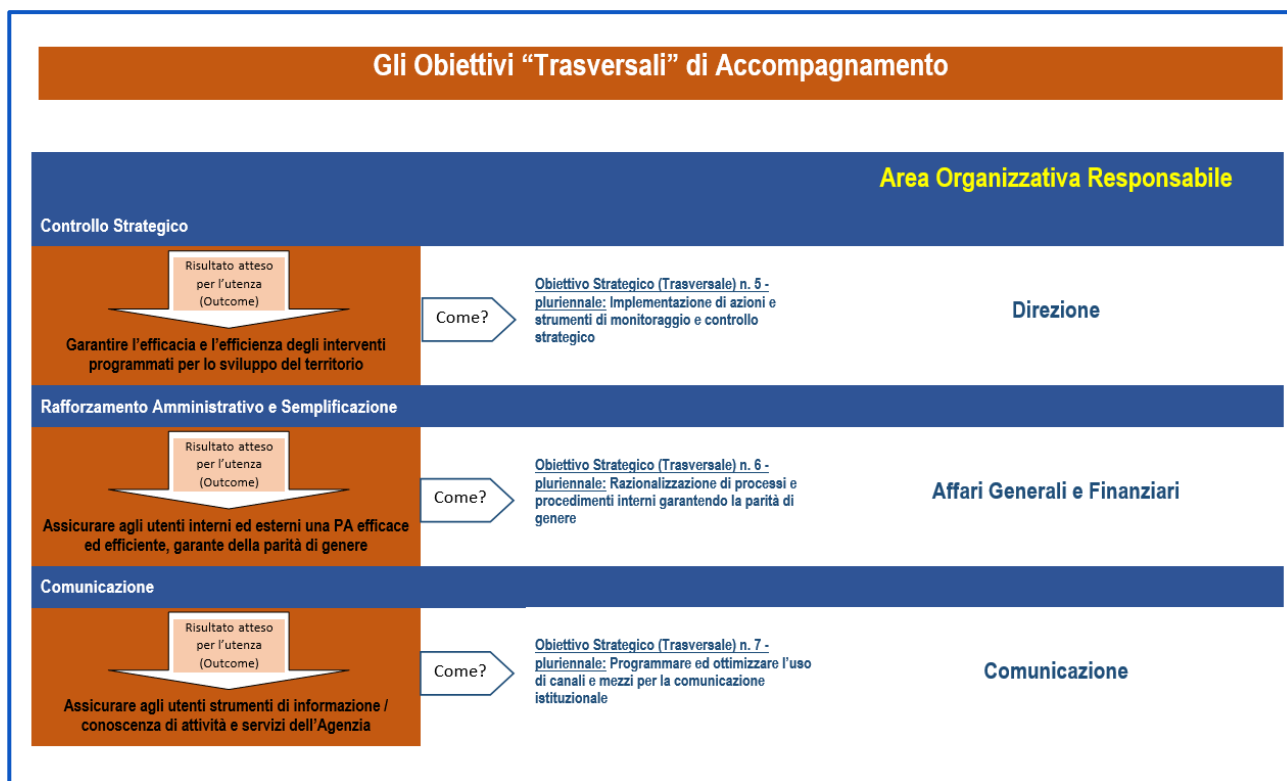 Gli Obiettivi “Trasversali” di Accompagnamento
Area Organizzativa Responsabile
Controllo Strategico
Risultato atteso
per l’utenza
(Outcome)
Garantire l’efficacia e l’efficienza degli interventi
programmati per lo sviluppo del territorio
Come?
Obiettivo Strategico (Trasversale) n. 5 -
pluriennale: Implementazione di azioni e
strumenti di monitoraggio e controllo
strategico
Direzione
Rafforzamento Amministrativo e Semplificazione
Risultato atteso
per l’utenza
(Outcome)
Assicurare agli utenti interni ed esterni una PA efficace
ed efficiente, garante della parità di genere
Come?
Obiettivo Strategico (Trasversale) n. 6 -
pluriennale: Razionalizzazione di processi e
procedimenti interni garantendo la parità di
genere
Affari Generali e Finanziari
Comunicazione
Risultato atteso
per l’utenza
(Outcome)
Assicurare agli utenti strumenti di informazione /
conoscenza di attività e servizi dell’Agenzia
Come?
Obiettivo Strategico (Trasversale) n. 7 -
pluriennale: Programmare ed ottimizzare l’uso
di canali e mezzi per la comunicazione
istituzionale
Comunicazione